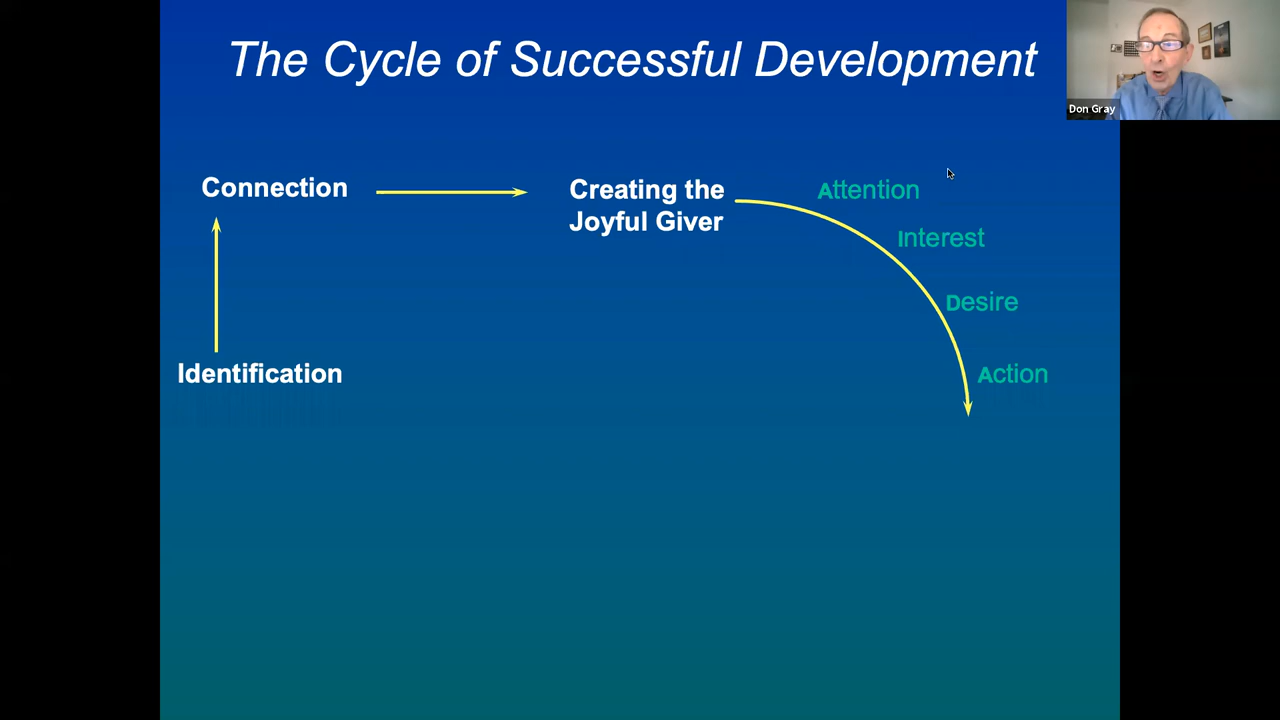 The Cycle of Successful Development
Don Gray
Connection
Creating the
Joyful Giver
Attention
Interest
Desire
Action
Identification